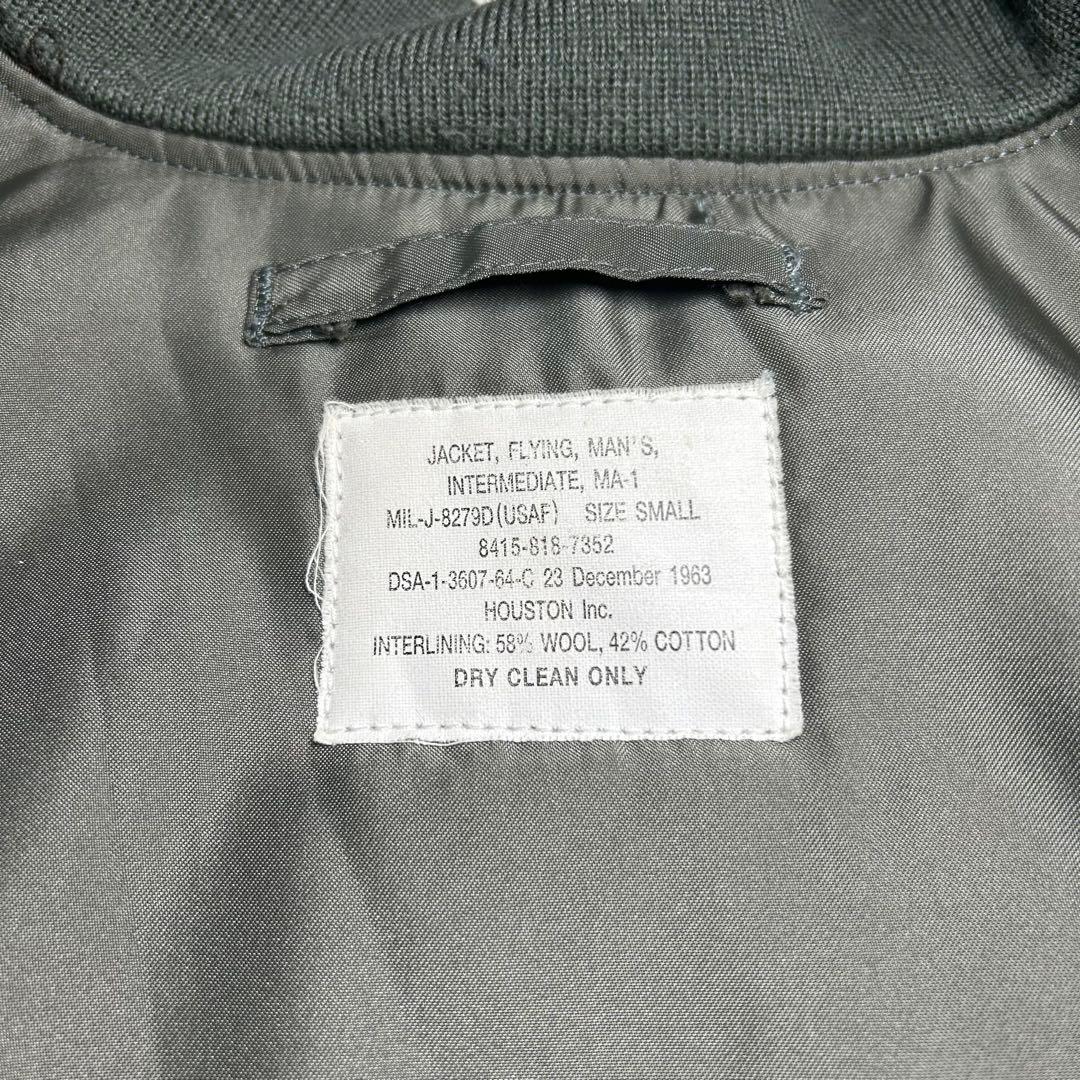 JACKET, FLYING, MAN'S,
INTERMEDIATE, MA-1
MIL-J-8279D(USAF) SIZE SMALL
8415-818-7352
DSA-1-3607-64-C 23 December 1963
HOUSTON Inc.
INTERLINING: 58% WOOL, 42% COTTON
DRY CLEAN ONLY